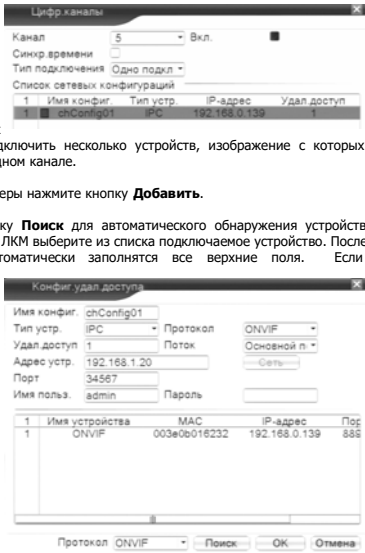 Цифр.каналы
Канал 5 Вкл.
Синхр.времени
Тип подключения Одно подкл
Список сетевых конфигураций
1 Имя конфиг. Тип устр. IP-адрес Удал.доступ
1 chConfig01 IPC 192.168.0.139 1
дключить несколько устройств, изображение с которых
дном канале.
еры нажмите кнопку Добавить.
ку Поиск для автоматического обнаружения устройств
ЛКМ выберите из списка подключаемое устройство. После
томатически заполнятся все верхние поля. Если
Конфиг.удал.доступа
Имя конфиг. chConfig01
Тип устр. IPC Протокол ONVIF
Удал.доступ 1 Поток Основной п
Адрес устр. 192.168.1.20 Сеть
Порт 34567
Имя польз. admin Пароль
1 Имя устройства MAC IP-адрес Пор
1 ONVIF 003e0b016232 192.168.0.139 889
Протокол ONVIF Поиск OK Отмена